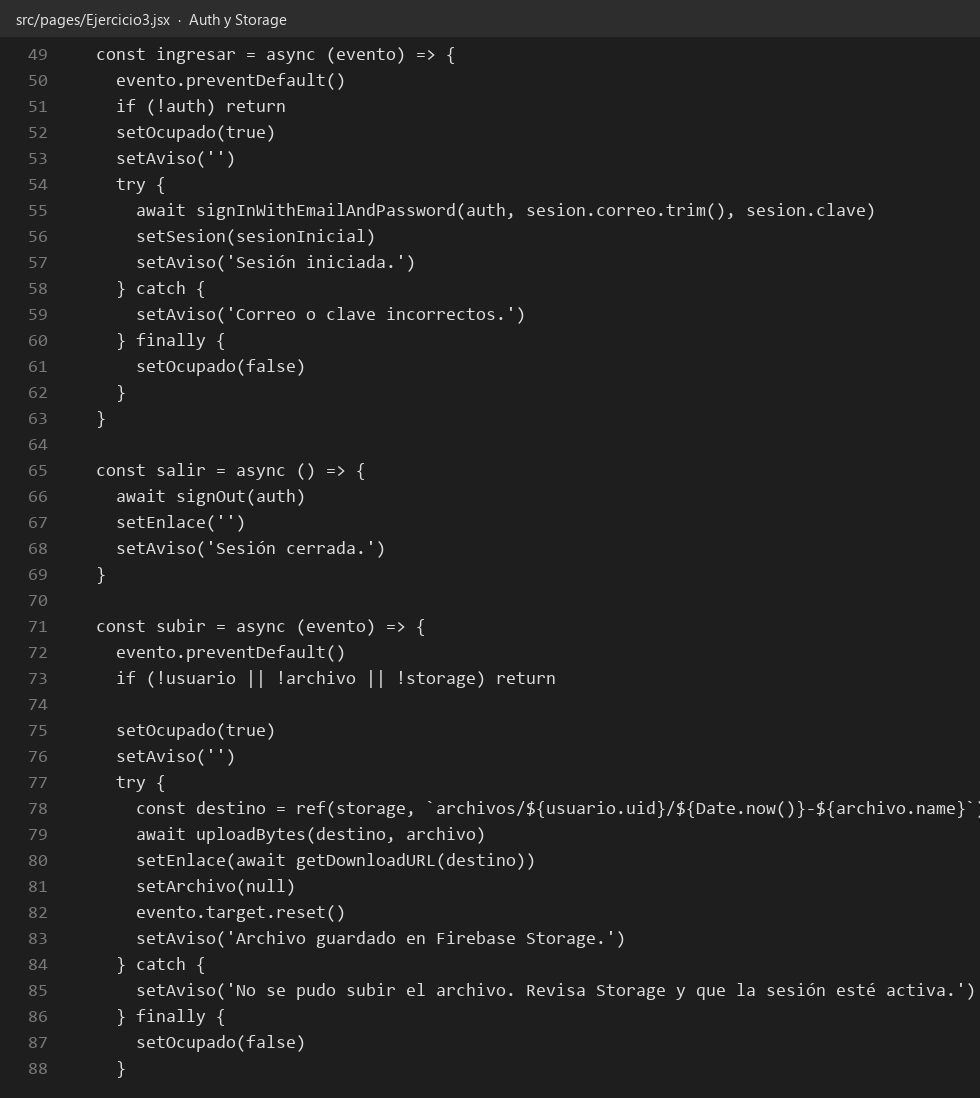 src/pages/Ejercicio3.jsx · Auth y Storage
49 const ingresar = async (evento) => {
50 evento.preventDefault()
51 if (!auth) return
52 setOcupado(true)
53 setAviso('')
54 try {
55 await signInWithEmailAndPassword(auth, sesion.correo.trim(), sesion.clave)
56 setSesion(sesionInicial)
57 setAviso('Sesión iniciada.')
58 } catch {
59 setAviso('Correo o clave incorrectos.')
60 } finally {
61 setOcupado(false)
62 }
63 }
64
65 const salir = async () => {
66 await signOut(auth)
67 setEnlace('')
68 setAviso('Sesión cerrada.')
69 }
70
71 const subir = async (evento) => {
72 evento.preventDefault()
73 if (!usuario || !archivo || !storage) return
74
75 setOcupado(true)
76 setAviso('')
77 try {
78 const destino = ref(storage, `archivos/${usuario.uid}/${Date.now()}-${archivo.name}`)
79 await uploadBytes(destino, archivo)
80 setEnlace(await getDownloadURL(destino))
81 setArchivo(null)
82 evento.target.reset()
83 setAviso('Archivo guardado en Firebase Storage.')
84 } catch {
85 setAviso('No se pudo subir el archivo. Revisa Storage y que la sesión esté activa.')
86 } finally {
87 setOcupado(false)
88 }